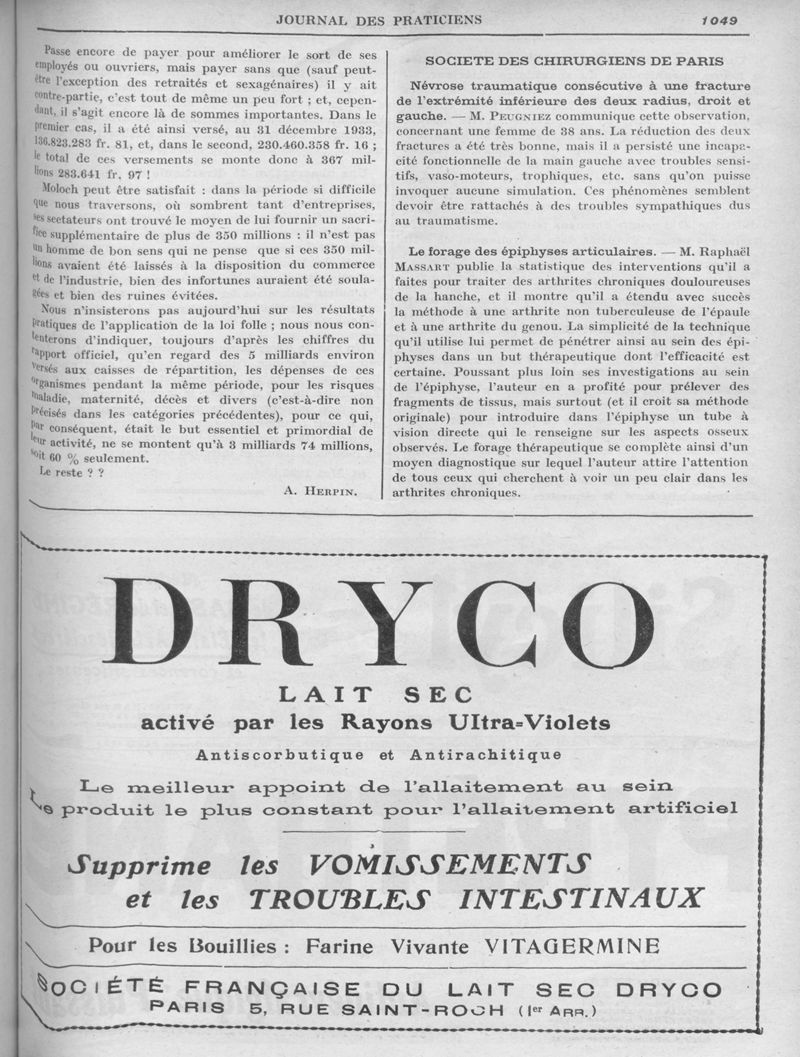 JOURNAL DES PRATICIENS 1049
Passe encore de payer pour améliorer le sort de ses
employés ou ouvriers, mais payer sans que (sauf peut-
être l'exception des retraités et sexagénaires) il y ait
contre-partie, c'est tout de même un peu fort ; et, cepen-
dant, il s'agit encore là de sommes importantes. Dans le
premier cas, il a été ainsi versé, au 31 décembre 1933,
136.823.283 fr. 81, et, dans le second, 230.460.358 fr. 16 ;
le total de ces versements se monte donc à 367 mil-
lions 283.641 fr. 97 !
Moloch peut être satisfait : dans la période si difficile
que nous traversons, où sombrent tant d'entreprises,
ses sectateurs ont trouvé le moyen de lui fournir un sacri-
fice supplémentaire de plus de 350 millions : il n'est pas
un homme de bon sens qui ne pense que si ces 350 mil-
lions avaient été laissés à la disposition du commerce
et de l'industrie, bien des infortunes auraient été soula-
gées et bien des ruines évitées.
Nous n'insisterons pas aujourd'hui sur les résultats
pratiques de l'application de la loi folle ; nous nous con-
tenterons d'indiquer, toujours d'après les chiffres du
rapport officiel, qu'en regard des 5 milliards environ
versés aux caisses de répartition, les dépenses de ces
organismes pendant la même période, pour les risques
maladie, maternité, décès et divers (c'est-à-dire non
précisés dans les catégories précédentes), pour ce qui,
par conséquent, était le but essentiel et primordial de
leur activité, ne se montent qu'à 3 milliards 74 millions,
soit 60 % seulement.
Le reste ? ?
A. HERPIN.
SOCIETE DES CHIRURGIENS DE PARIS
Névrose traumatique consécutive à une fracture
de l'extrémité inférieure des deux radius, droit et
gauche. — M. PEUGNIEZ communique cette observation,
concernant une femme de 38 ans. La réduction des deux
fractures a été très bonne, mais il a persisté une incapa-
cité fonctionnelle de la main gauche avec troubles sensi-
tifs, vaso-moteurs, trophiques, etc. sans qu'on puisse
invoquer aucune simulation. Ces phénomènes semblent
devoir être rattachés à des troubles sympathiques dus
au traumatisme.
Le forage des épiphyses articulaires. — M. Raphaël
MASSART publie la statistique des interventions qu'il a
faites pour traiter des arthrites chroniques douloureuses
de la hanche, et il montre qu'il a étendu avec succès
la méthode à une arthrite non tuberculeuse de l'épaule
et à une arthrite du genou. La simplicité de la technique
qu'il utilise lui permet de pénétrer ainsi au sein des épi-
physes dans un but thérapeutique dont l'efficacité est
certaine. Poussant plus loin ses investigations au sein
de l'épiphyse, l'auteur en a profité pour prélever des
fragments de tissus, mais surtout (et il croit sa méthode
originale) pour introduire dans l'épiphyse un tube à
vision directe qui le renseigne sur les aspects osseux
observés. Le forage thérapeutique se complète ainsi d'un
moyen diagnostique sur lequel l'auteur attire l'attention
de tous ceux qui cherchent à voir un peu clair dans les
arthrites chroniques.
DRYCO
LAIT SEC
activé par les Rayons Ultra=Violets
Antiscorbutique et Antirachitique
Le meilleur appoint de l'allaitement au sein
Le produit le plus constant pour l'allaitement artificiel
Supprime les VOMISSEMENTS
et les TROUBLES INTESTINAUX
Pour les Bouillies : Farine Vivante VITAGERMINE
SOCIÉTÉ FRANÇAISE DU LAIT SEC DRYCO
PARIS 5, RUE SAINT-ROCH (Ier ARR.)